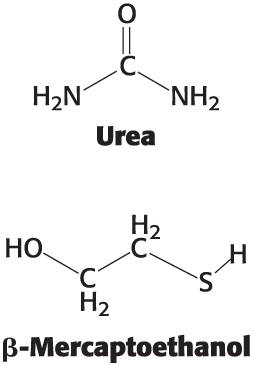 O
C
H₂N NH₂
Urea
H₂
HO C H
C S
H₂
β-Mercaptoethanol